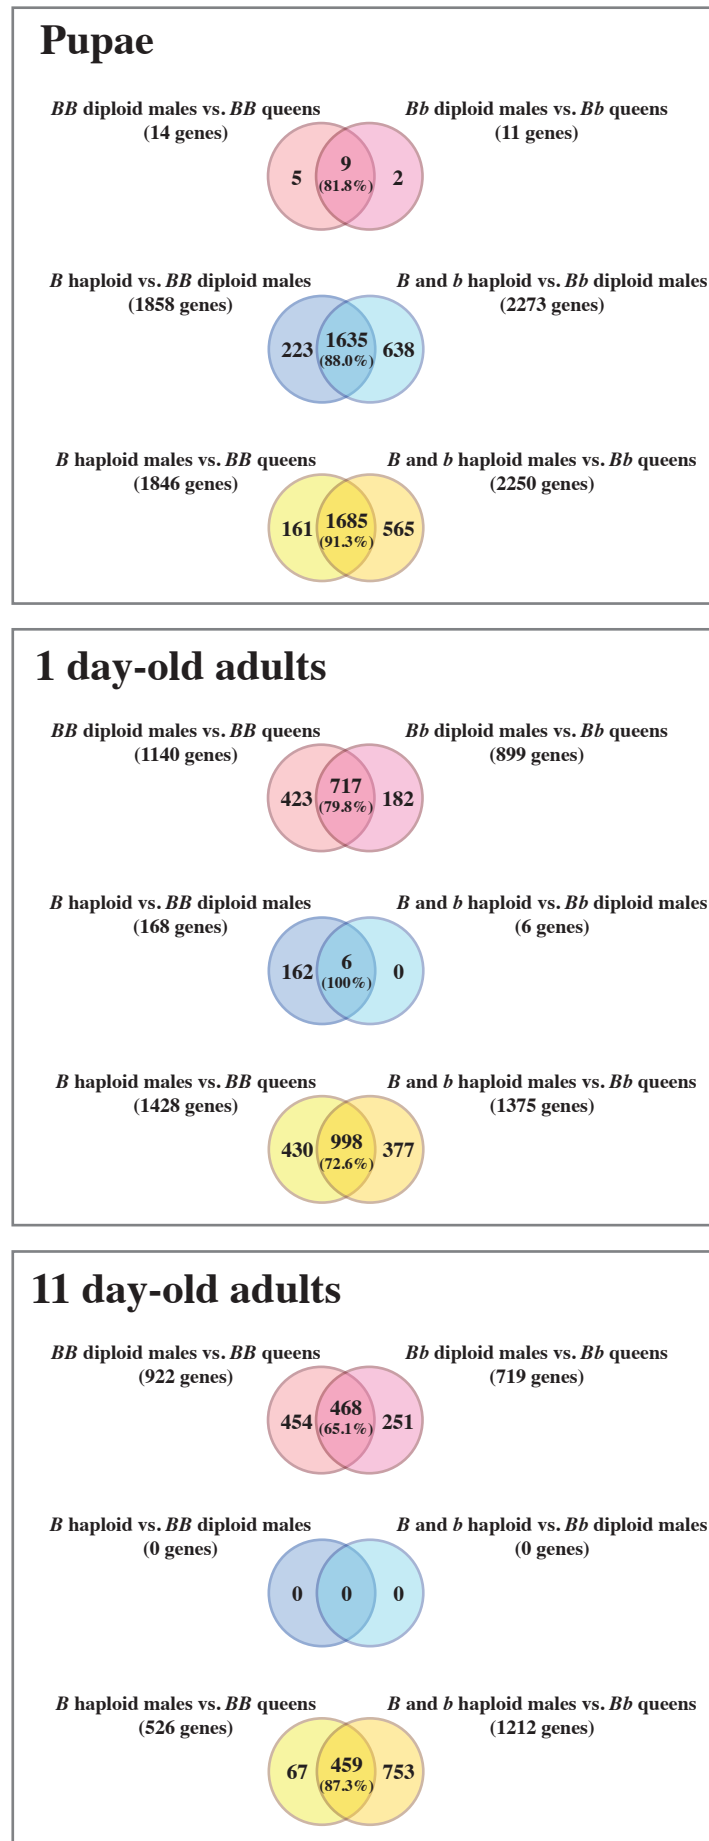 Pupae
BB diploid males vs. BB queens
(14 genes)
Bb diploid males vs. Bb queens
(11 genes)
5
9
(81.8%)
2
B haploid vs. BB diploid males
(1858 genes)
B and b haploid vs. Bb diploid males
(2273 genes)
223
1635
(88.0%)
638
B haploid males vs. BB queens
(1846 genes)
B and b haploid males vs. Bb queens
(2250 genes)
161
1685
(91.3%)
565
1 day-old adults
BB diploid males vs. BB queens
(1140 genes)
Bb diploid males vs. Bb queens
(899 genes)
423
717
(79.8%)
182
B haploid vs. BB diploid males
(168 genes)
B and b haploid vs. Bb diploid males
(6 genes)
162
6
(100%)
0
B haploid males vs. BB queens
(1428 genes)
B and b haploid males vs. Bb queens
(1375 genes)
430
998
(72.6%)
377
11 day-old adults
BB diploid males vs. BB queens
(922 genes)
Bb diploid males vs. Bb queens
(719 genes)
454
468
(65.1%)
251
B haploid vs. BB diploid males
(0 genes)
B and b haploid vs. Bb diploid males
(0 genes)
0
0
0
B haploid males vs. BB queens
(526 genes)
B and b haploid males vs. Bb queens
(1212 genes)
67
459
(87.3%)
753